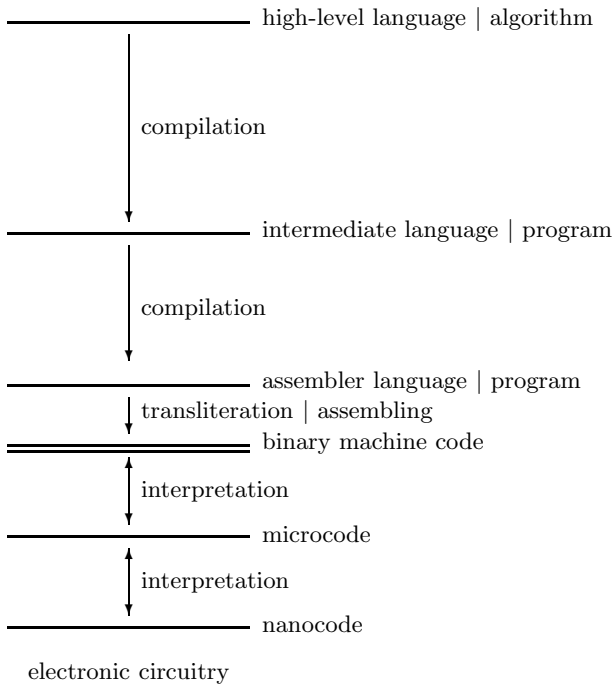 high-level language | algorithm
compilation
intermediate language | program
compilation
assembler language | program
transliteration | assembling
binary machine code
interpretation
microcode
interpretation
nanocode
electronic circuitry